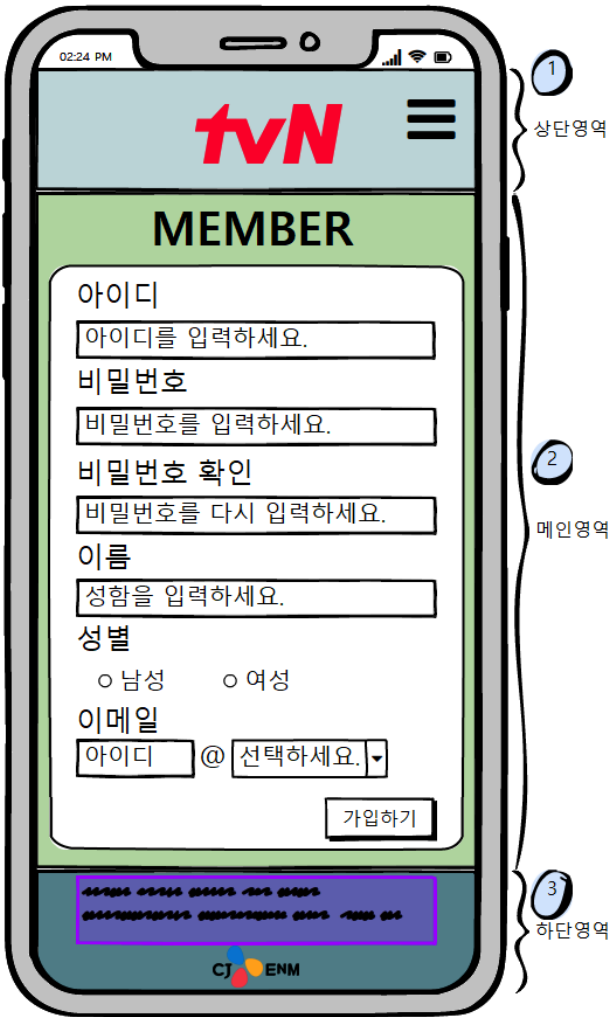 02:24 PM
1
상단영역
tvN
MEMBER
아이디
아이디를 입력하세요.
비밀번호
비밀번호를 입력하세요.
비밀번호 확인
비밀번호를 다시 입력하세요.
2
메인영역
이름
성함을 입력하세요.
성별
남성 여성
이메일
아이디 @ 선택하세요.
가입하기
3
하단영역
CJ ENM